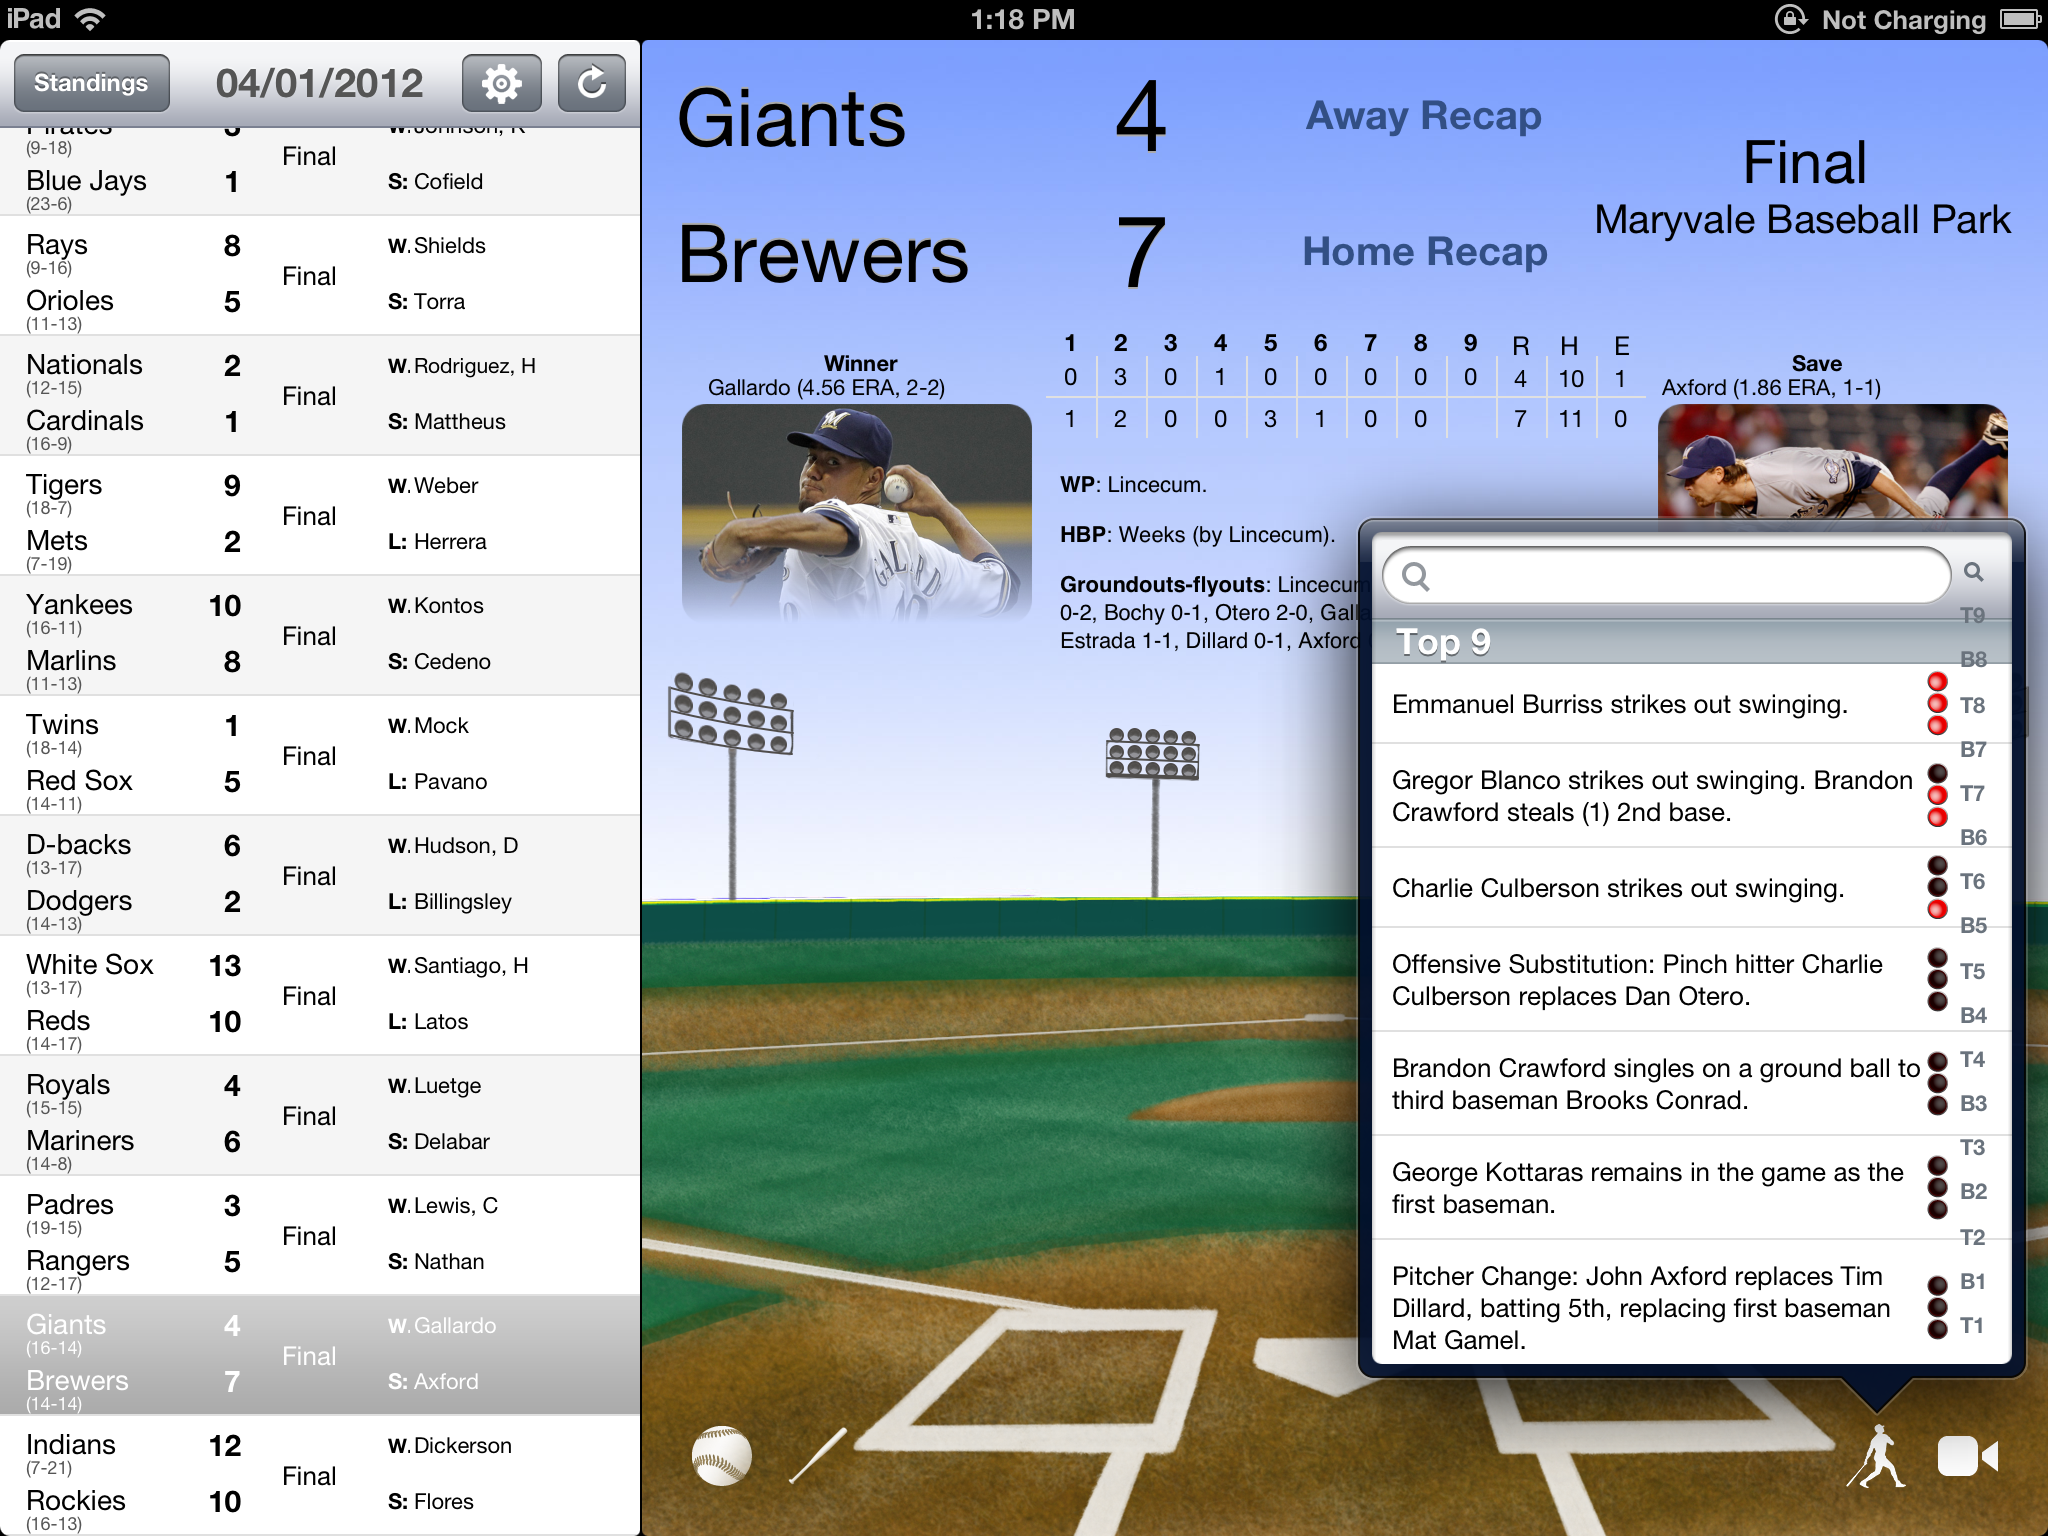 iPad
1:18 PM
Not Charging
Standings
04/01/2012
Pirates 3 W. Johnson, R
(9-18)
Final
Blue Jays 1 S: Cofield
(23-6)
Rays 8 W. Shields
(9-16)
Final
Orioles 5 S: Torra
(11-13)
Nationals 2 W. Rodriguez, H
(12-15)
Final
Cardinals 1 S: Mattheus
(16-9)
Tigers 9 W. Weber
(18-7)
Final
Mets 2 L: Herrera
(7-19)
Yankees 10 W. Kontos
(16-11)
Final
Marlins 8 S: Cedeno
(11-13)
Twins 1 W. Mock
(18-14)
Final
Red Sox 5 L: Pavano
(14-11)
D-backs 6 W. Hudson, D
(13-17)
Final
Dodgers 2 L: Billingsley
(14-13)
White Sox 13 W. Santiago, H
(13-17)
Final
Reds 10 L: Latos
(14-17)
Royals 4 W. Luetge
(15-15)
Final
Mariners 6 S: Delabar
(14-8)
Padres 3 W. Lewis, C
(19-15)
Final
Rangers 5 S: Nathan
(12-17)
Giants 4 W. Gallardo
(16-14)
Final
Brewers 7 S: Axford
(14-14)
Indians 12 W. Dickerson
(7-21)
Final
Rockies 10 S: Flores
(16-13)
Giants 4 Away Recap
Brewers 7 Home Recap
Final
Maryvale Baseball Park
Winner
Gallardo (4.56 ERA, 2-2)
1 2 3 4 5 6 7 8 9 R H E
0 3 0 1 0 0 0 0 0 4 10 1
1 2 0 0 3 1 0 0 7 11 0
Save
Axford (1.86 ERA, 1-1)
WP: Lincecum.
HBP: Weeks (by Lincecum).
Groundouts-flyouts: Lincecum
0-2, Bochy 0-1, Otero 2-0, Galla
Estrada 1-1, Dillard 0-1, Axford
GALLARD
Top 9
Emmanuel Burriss strikes out swinging.
Gregor Blanco strikes out swinging. Brandon
Crawford steals (1) 2nd base.
Charlie Culberson strikes out swinging.
Offensive Substitution: Pinch hitter Charlie
Culberson replaces Dan Otero.
Brandon Crawford singles on a ground ball to
third baseman Brooks Conrad.
George Kottaras remains in the game as the
first baseman.
Pitcher Change: John Axford replaces Tim
Dillard, batting 5th, replacing first baseman
Mat Gamel.
T9
B8
T8
B7
T7
B6
T6
B5
T5
B4
T4
B3
T3
B2
T2
B1
T1